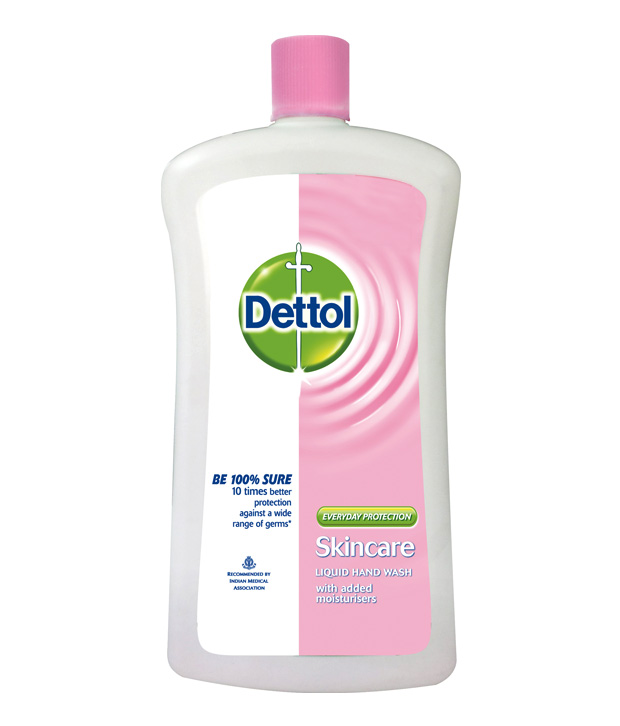 Dettol
BE 100% SURE
10 times better
protection
against a wide
range of germs*
RECOMMENDED BY
INDIAN MEDICAL
ASSOCIATION
EVERYDAY PROTECTION
Skincare
LIQUID HAND WASH
with added
moisturisers